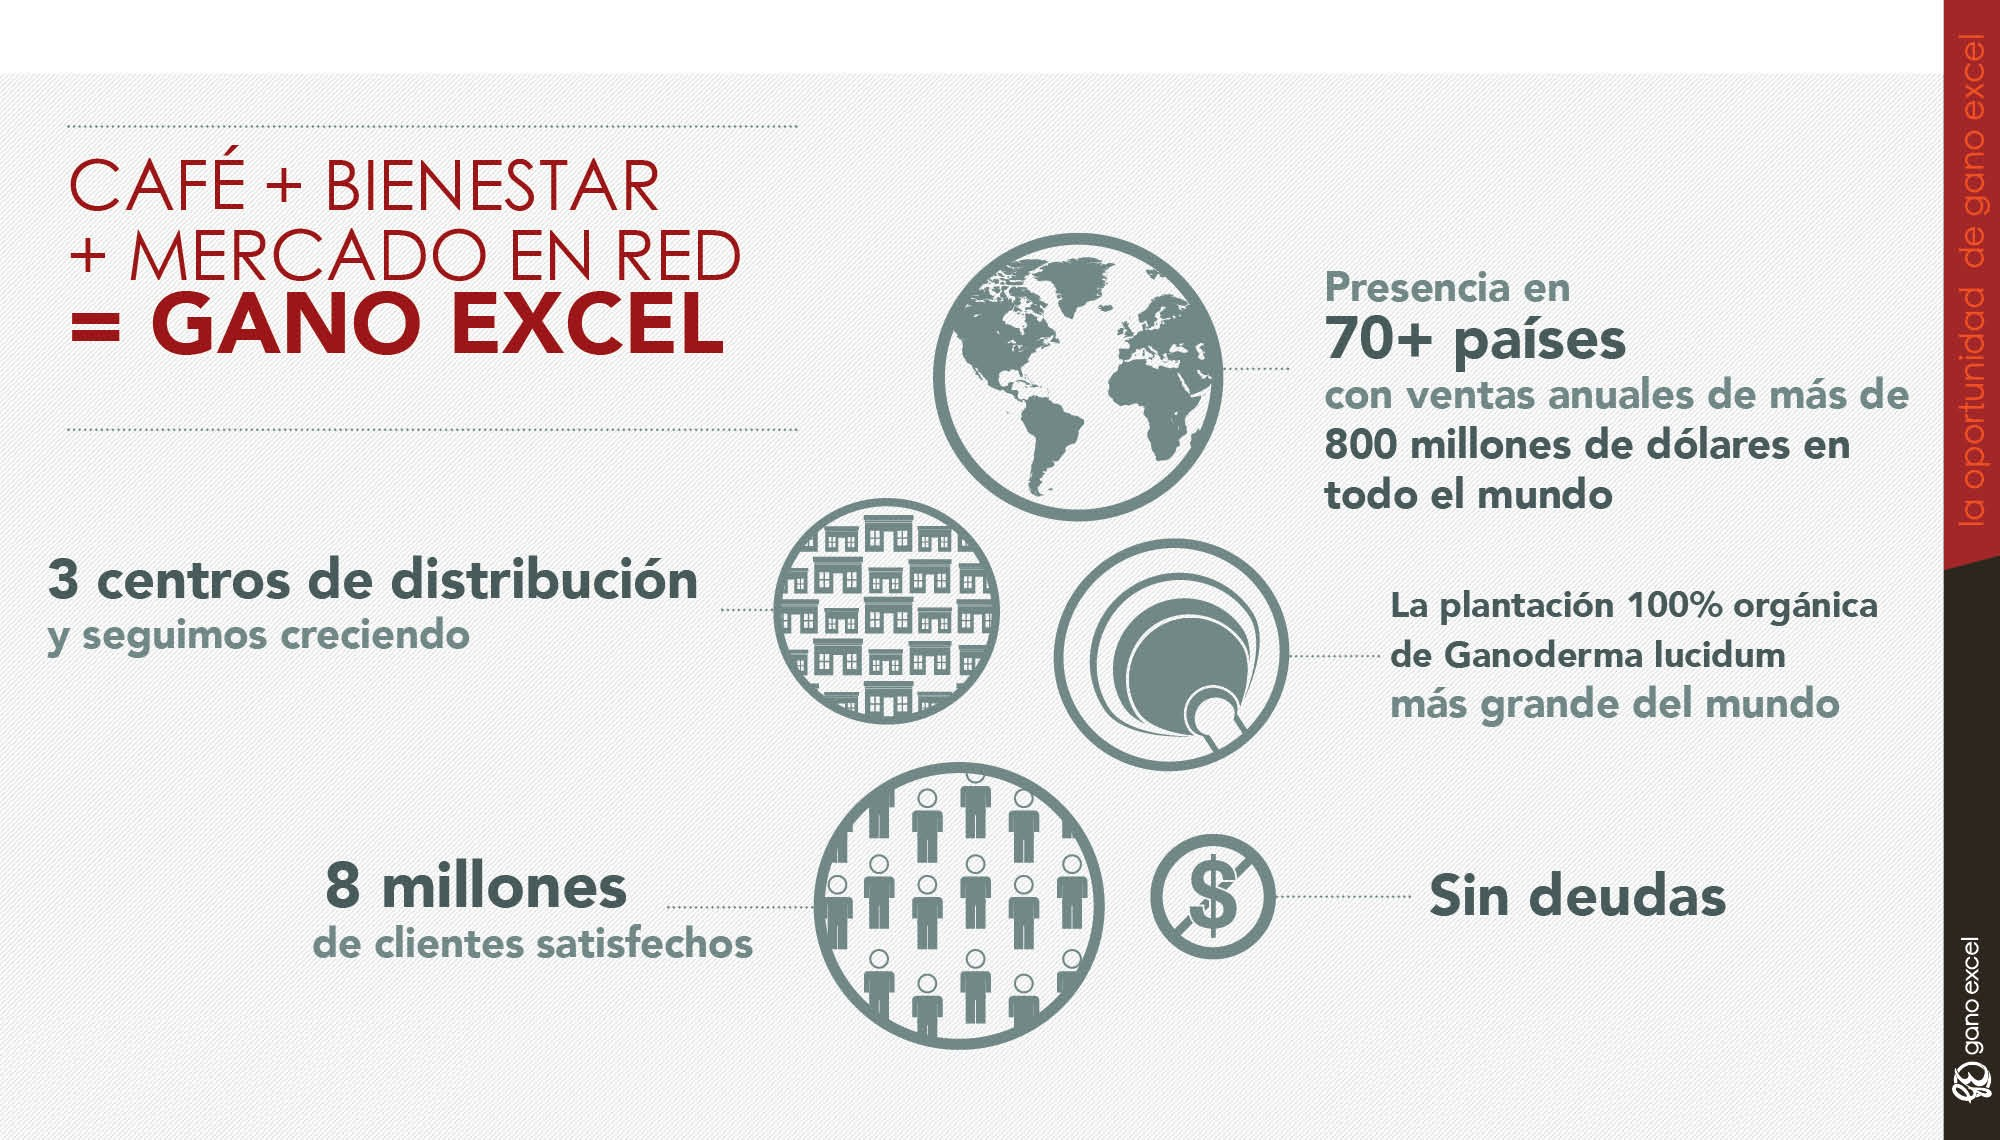 CAFÉ + BIENESTAR
+ MERCADO EN RED
= GANO EXCEL
Presencia en
70+ países
con ventas anuales de más de
800 millones de dólares en
todo el mundo
3 centros de distribución
y seguimos creciendo
La plantación 100% orgánica
de Ganoderma lucidum
más grande del mundo
8 millones
de clientes satisfechos
$
Sin deudas
la oportunidad de gano excel
gano excel